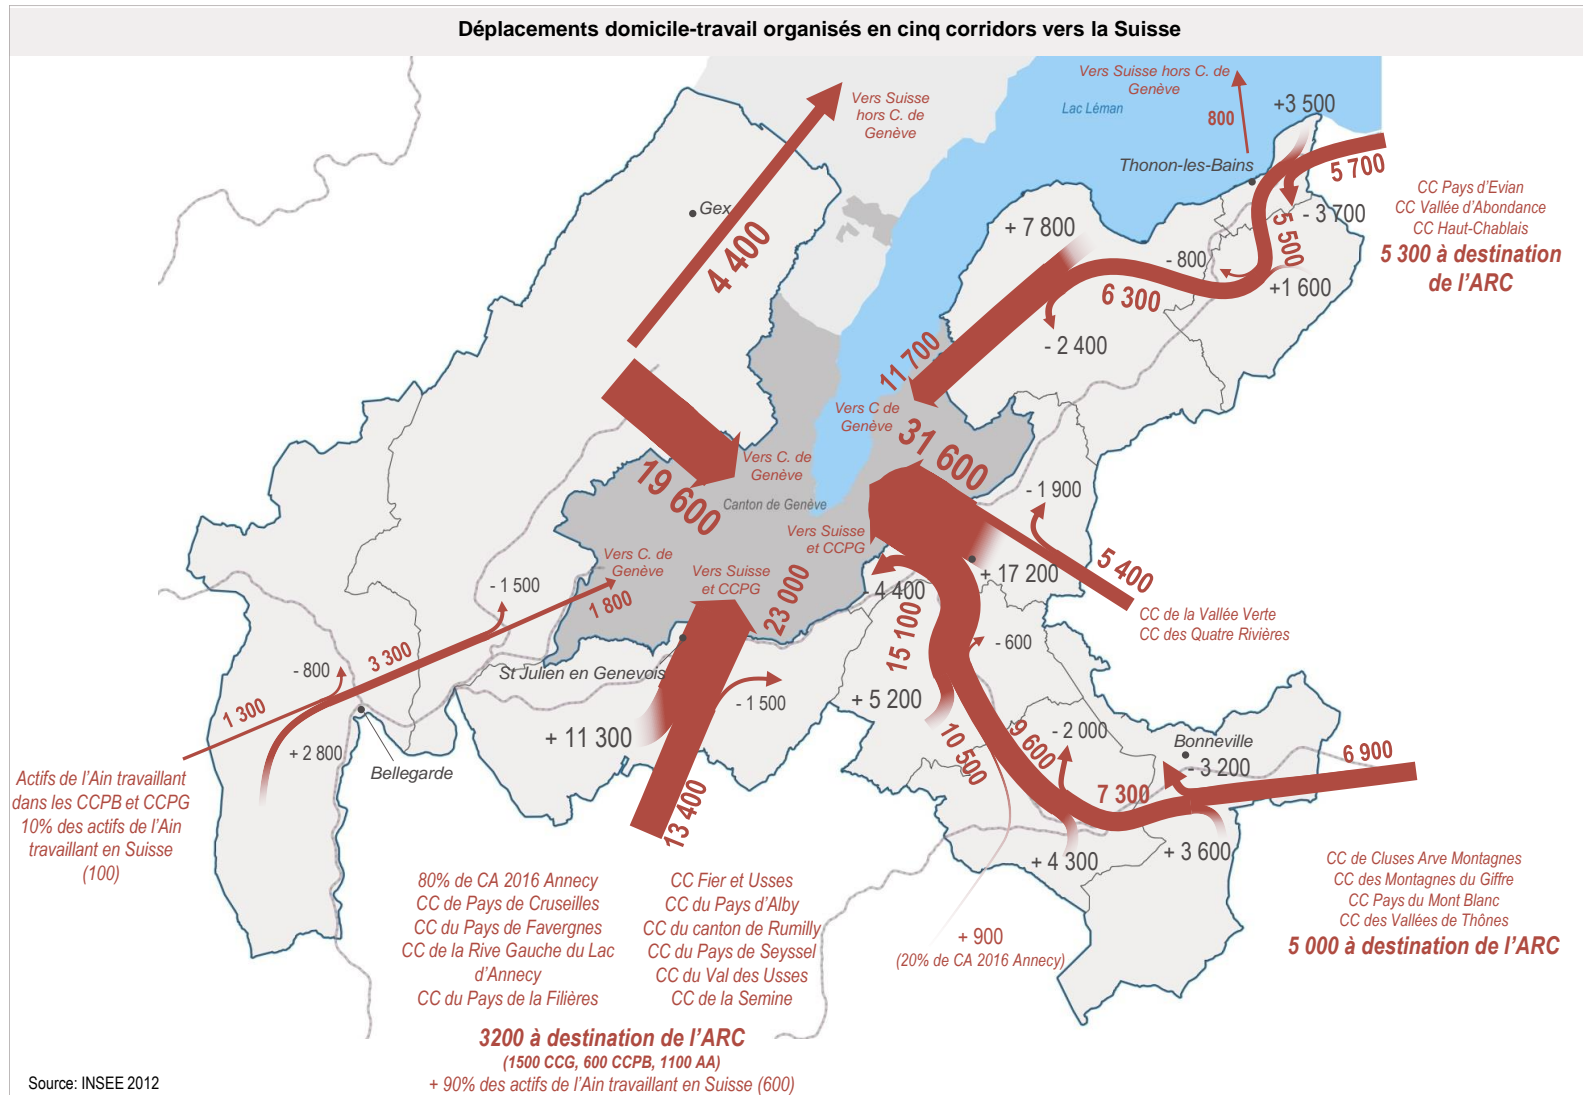 Déplacements domicile-travail organisés en cinq corridors vers la Suisse
Vers Suisse
hors C. de
Genève
Vers Suisse hors C. de
Genève
Lac Léman
800
+3 500
Thonon-les-Bains
5 700
CC Pays d'Evian
CC Vallée d'Abondance
CC Haut-Chablais
5 300 à destination
de l'ARC
- 3 700
5 500
- 800
+1 600
+ 7 800
6 300
- 2 400
11 700
Gex
4 400
Vers C de
Genève
31 600
19 600
Vers C. de
Genève
Canton de Genève
Vers Suisse
et CCPG
- 1 900
5 400
CC de la Vallée Verte
CC des Quatre Rivières
+ 17 200
- 4 400
15 100
- 600
Vers C. de
Genève
1 800
Vers Suisse
et CCPG
23 000
- 1 500
3 300
- 800
1 300
+ 2 800
Bellegarde
St Julien en Genevois
- 1 500
+ 11 300
13 400
+ 5 200
10 500
9 600
- 2 000
Bonneville
- 3 200
6 900
7 300
+ 4 300
+ 3 600
Actifs de l'Ain travaillant
dans les CCPB et CCPG
10% des actifs de l'Ain
travaillant en Suisse
(100)
80% de CA 2016 Annecy
CC de Pays de Cruseilles
CC du Pays de Favergnes
CC de la Rive Gauche du Lac
d'Annecy
CC du Pays de la Filières
CC Fier et Usses
CC du Pays d'Alby
CC du canton de Rumilly
CC du Pays de Seyssel
CC du Val des Usses
CC de la Semine
3200 à destination de l'ARC
(1500 CCG, 600 CCPB, 1100 AA)
+ 90% des actifs de l'Ain travaillant en Suisse (600)
+ 900
(20% de CA 2016 Annecy)
CC de Cluses Arve Montagnes
CC des Montagnes du Giffre
CC Pays du Mont Blanc
CC des Vallées de Thônes
5 000 à destination de l'ARC
Source: INSEE 2012